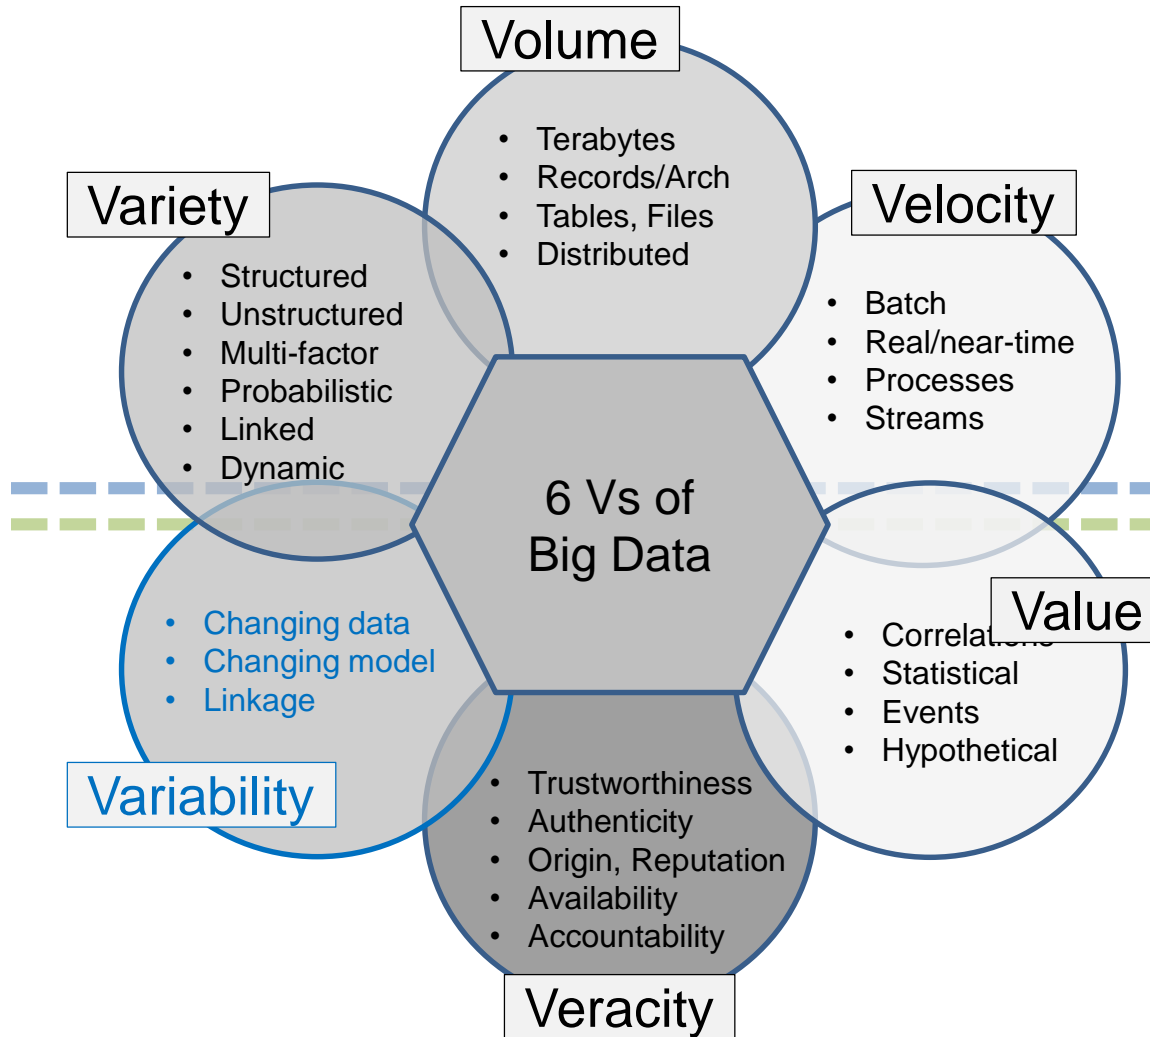 Volume
• Terabytes
• Records/Arch
• Tables, Files
• Distributed
Variety
• Structured
• Unstructured
• Multi-factor
• Probabilistic
• Linked
• Dynamic
Velocity
• Batch
• Real/near-time
• Processes
• Streams
6 Vs of
Big Data
• Changing data
• Changing model
• Linkage
Variability
Value
• Correlations
• Statistical
• Events
• Hypothetical
• Trustworthiness
• Authenticity
• Origin, Reputation
• Availability
• Accountability
Veracity